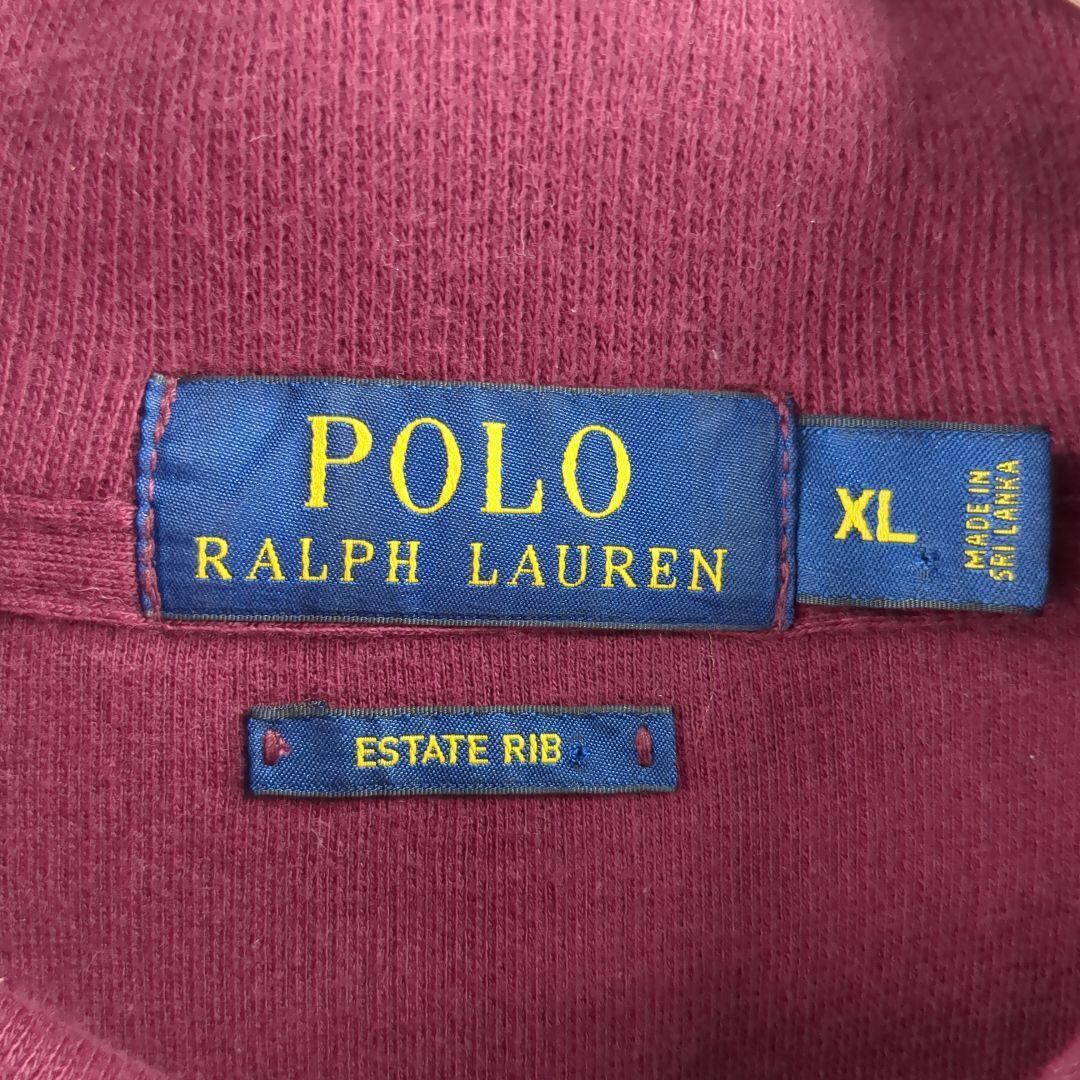 POLO
RALPH LAUREN
XL
MADE IN
SRI LANKA
ESTATE RIB